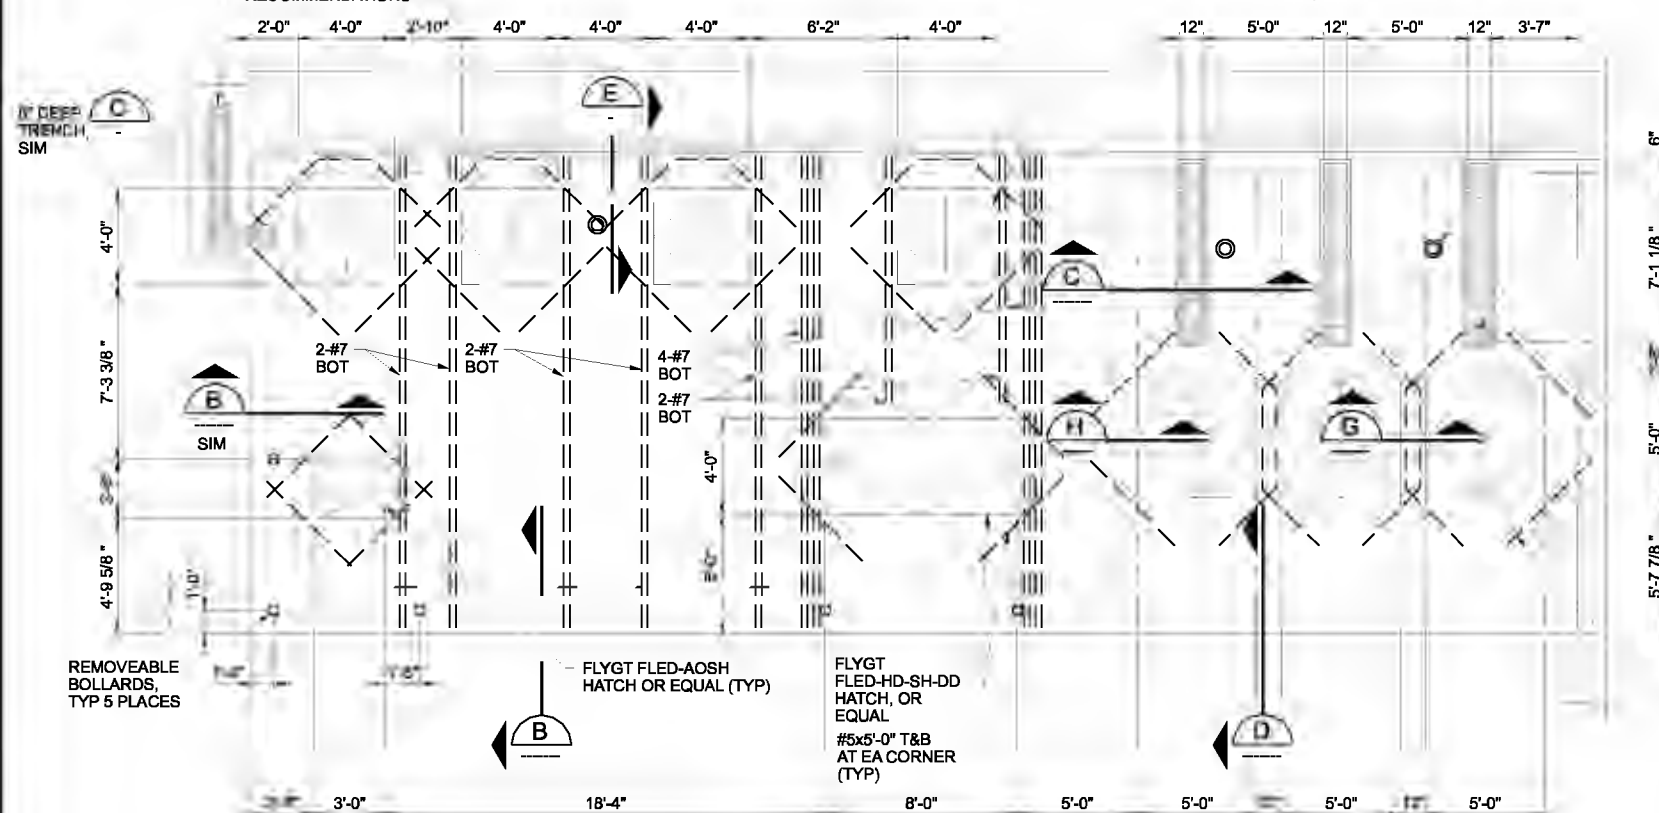 2'-0" 4'-0" 2'-10" 4'-0" 4'-0" 4'-0" 6'-2" 4'-0" 12" 5'-0" 12" 5'-0" 12" 3'-7"
E
C
DEEP
TRENCH,
SIM
6"
4'-0"
7'-1 1/8"
C
2-#7
BOT
2-#7
BOT
4-#7
BOT
2-#7
BOT
7'-3 3/8"
B
SIM
H
G
5'-0"
4'-0"
4'-9 5/8"
1'-0"
5'-7 7/8"
REMOVEABLE
BOLLARDS,
TYP 5 PLACES
FLYGT FLED-AOSH
HATCH OR EQUAL (TYP)
FLYGT
FLED-HD-SH-DD
HATCH, OR
EQUAL
#5x5'-0" T&B
AT EA CORNER
(TYP)
B
D
3'-0" 18'-4" 8'-0" 5'-0" 5'-0" 5'-0" 12" 5'-0"